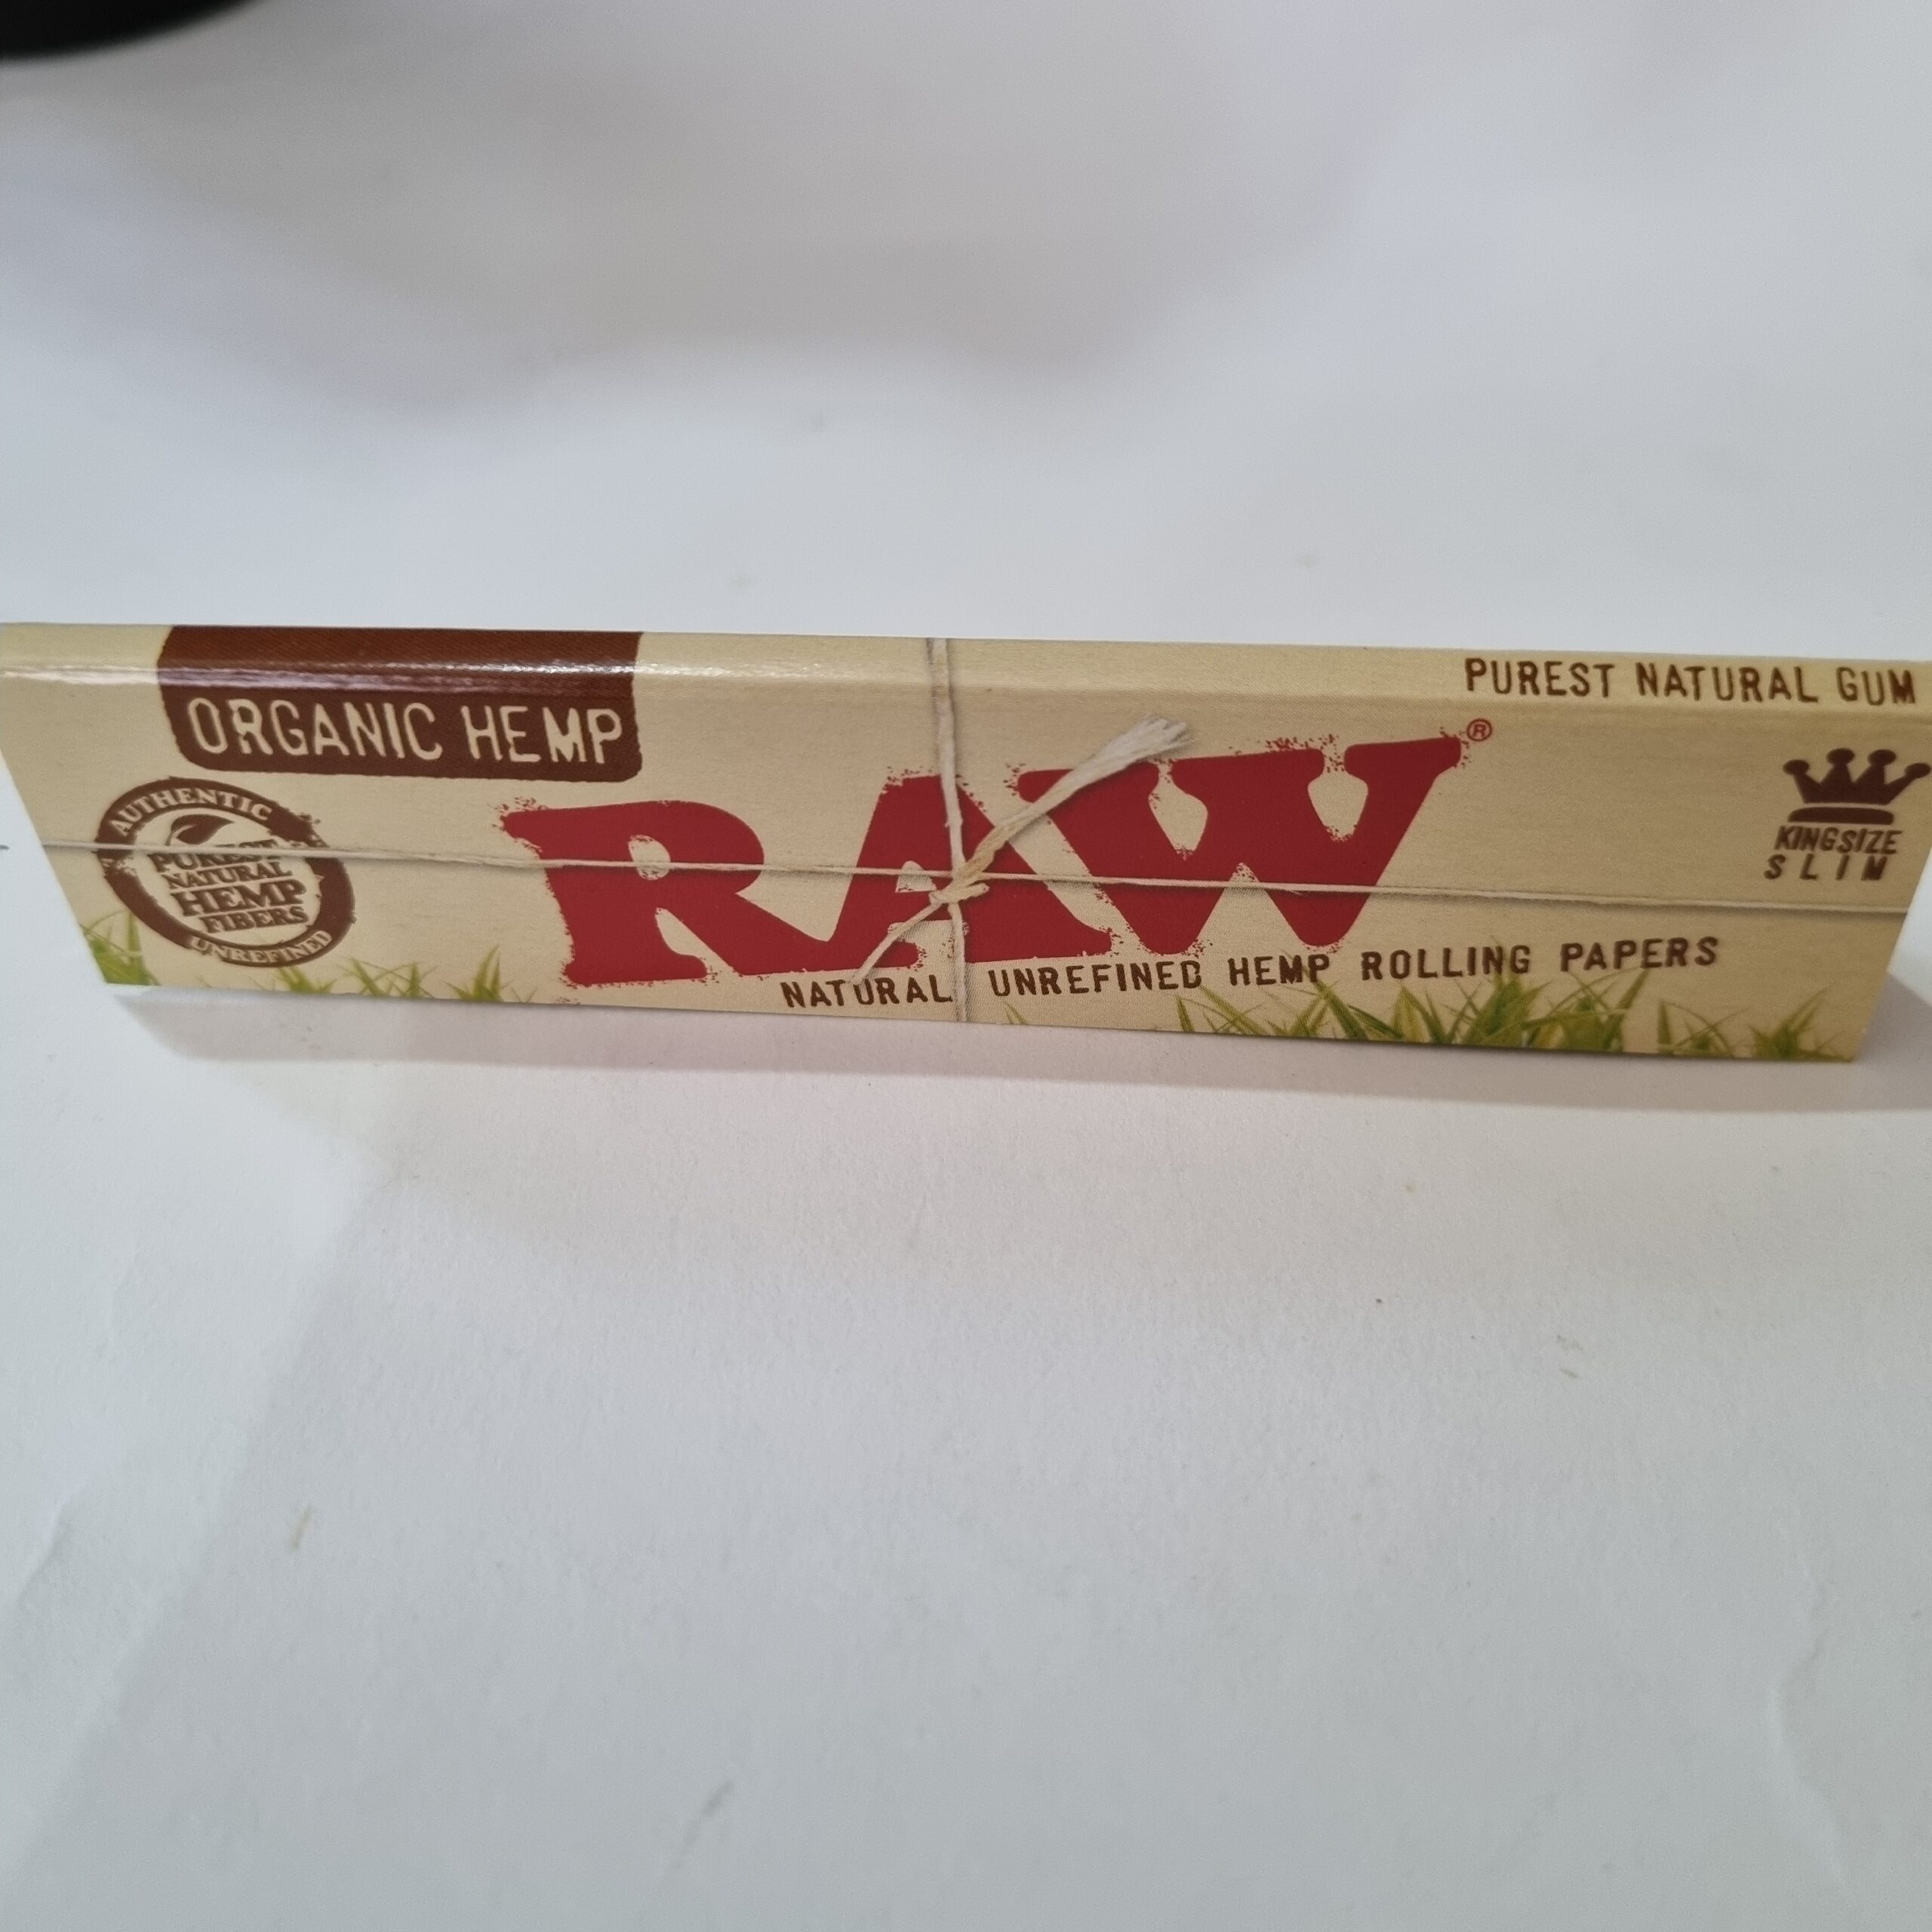 PUREST NATURAL GUM
ORGANIC HEMP
AUTHENTIC
PUREST
NATURAL
HEMP
FIBERS
UNREFINED
RAW®
NATURAL UNREFINED HEMP ROLLING PAPERS
KINGSIZE
SLIM